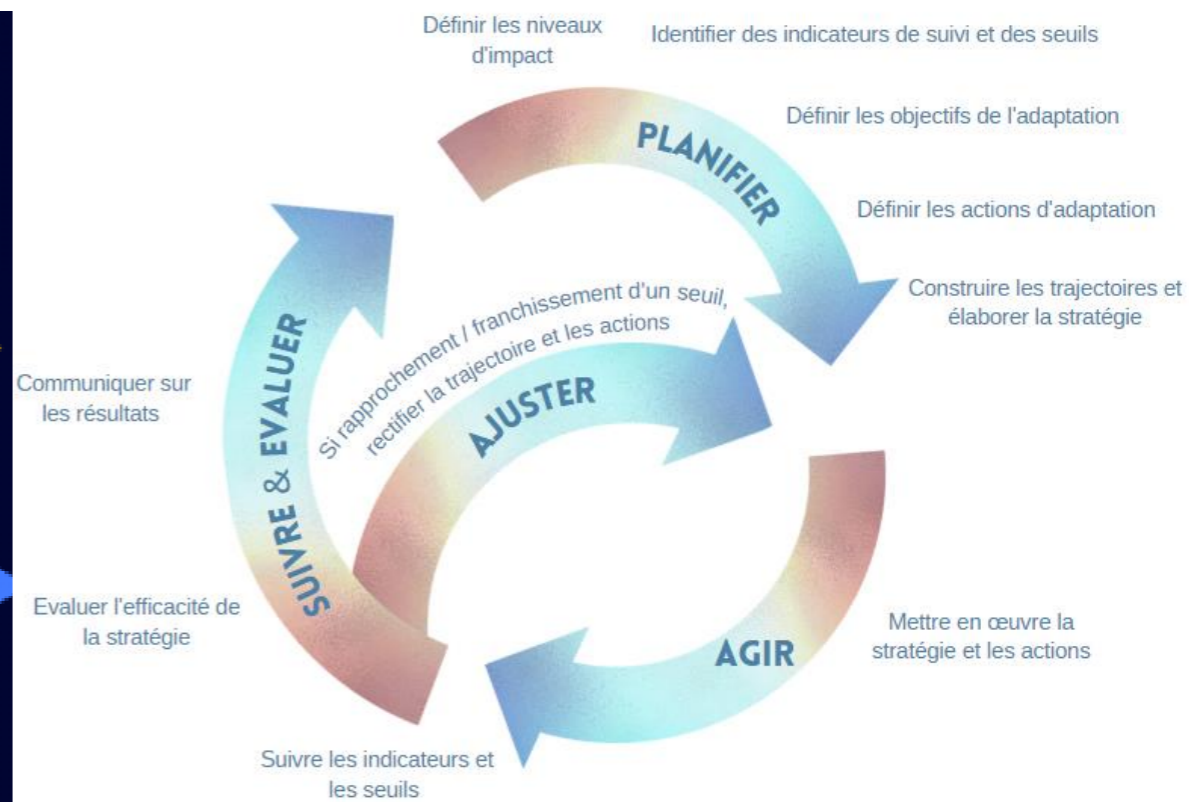 Définir les niveaux
d'impact
Identifier des indicateurs de suivi et des seuils
Définir les objectifs de l'adaptation
PLANIFIER
Définir les actions d'adaptation
Construire les trajectoires et
élaborer la stratégie
Si rapprochement / franchissement d'un seuil,
rectifier la trajectoire et les actions
AJUSTER
Communiquer sur
les résultats
SUIVRE & EVALUER
Evaluer l'efficacité de
la stratégie
Mettre en œuvre la
stratégie et les actions
AGIR
Suivre les indicateurs et
les seuils